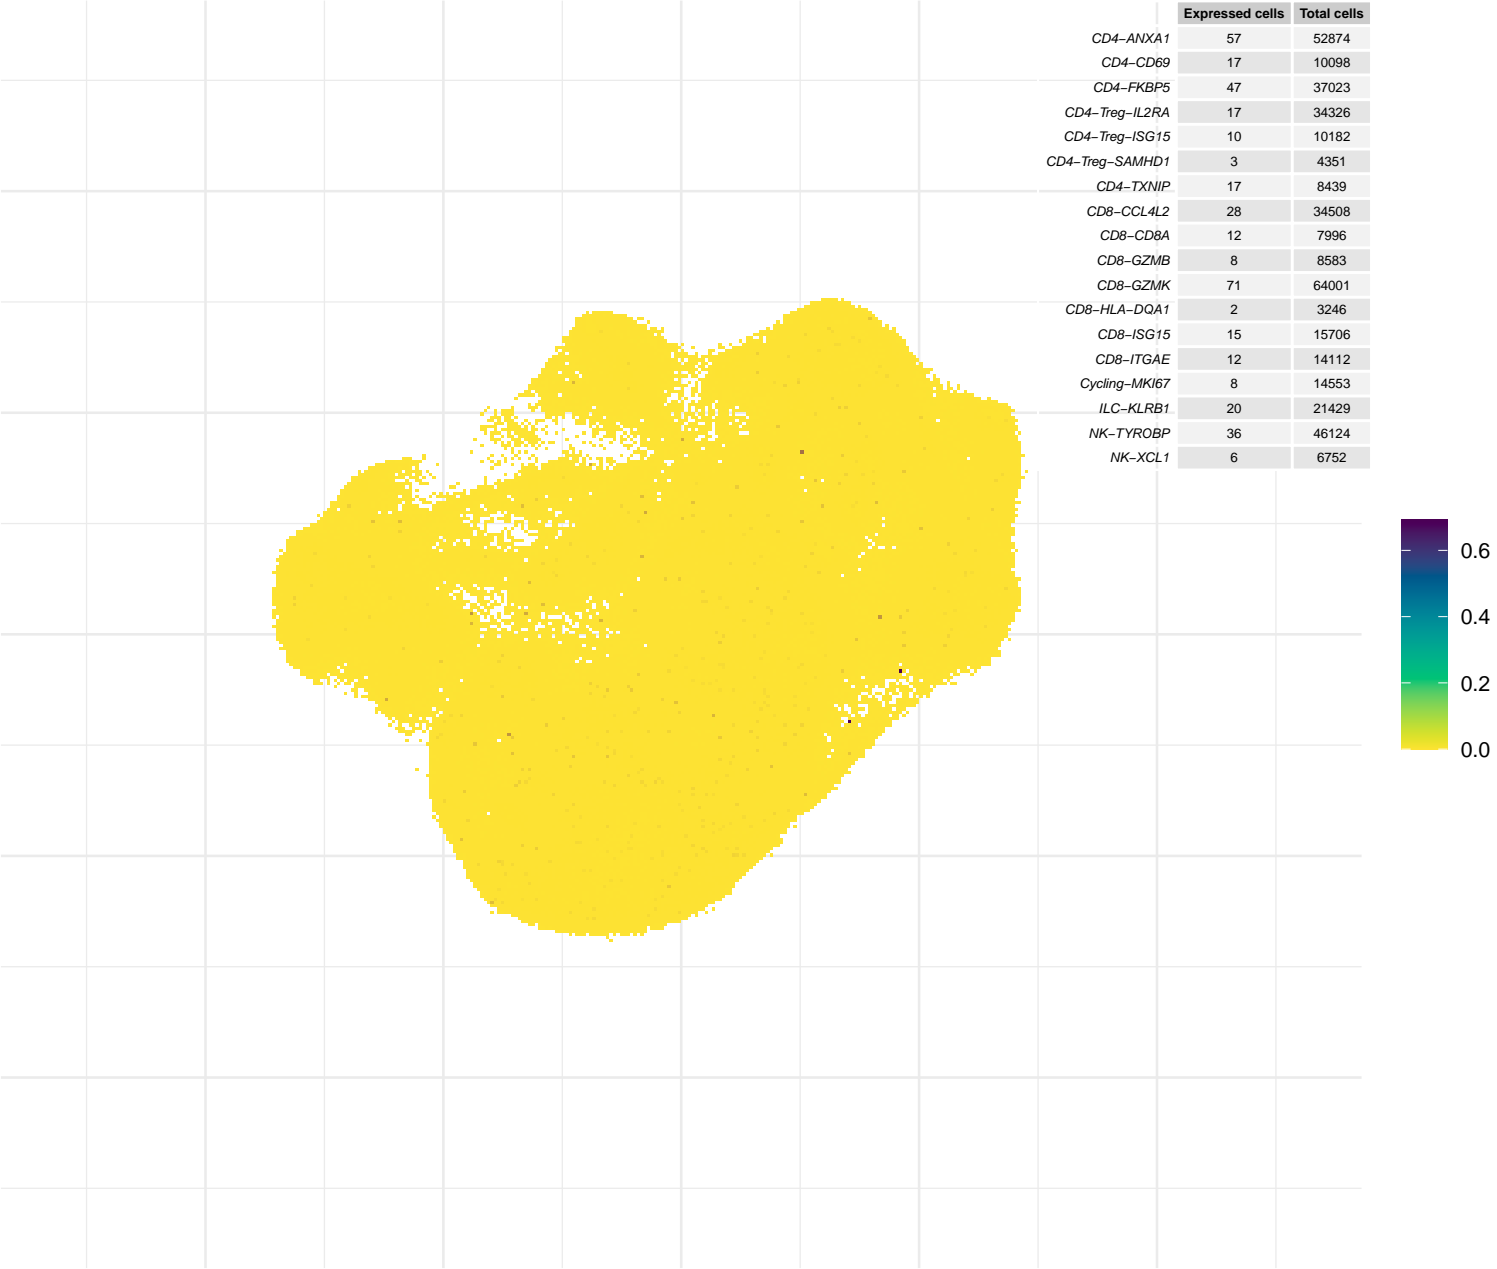 Expressed cells Total cells
CD4−ANXA1 57 52874
CD4−CD69 17 10098
CD4−FKBP5 47 37023
CD4−Treg−IL2RA 17 34326
CD4−Treg−ISG15 10 10182
CD4−Treg−SAMHD1 3 4351
CD4−TXNIP 17 8439
CD8−CCL4L2 28 34508
CD8−CD8A 12 7996
CD8−GZMB 8 8583
CD8−GZMK 71 64001
CD8−HLA−DQA1 2 3246
CD8−ISG15 15 15706
CD8−ITGAE 12 14112
Cycling−MKI67 8 14553
ILC−KLRB1 20 21429
NK−TYROBP 36 46124
NK−XCL1 6 6752
0.6
0.4
0.2
0.0